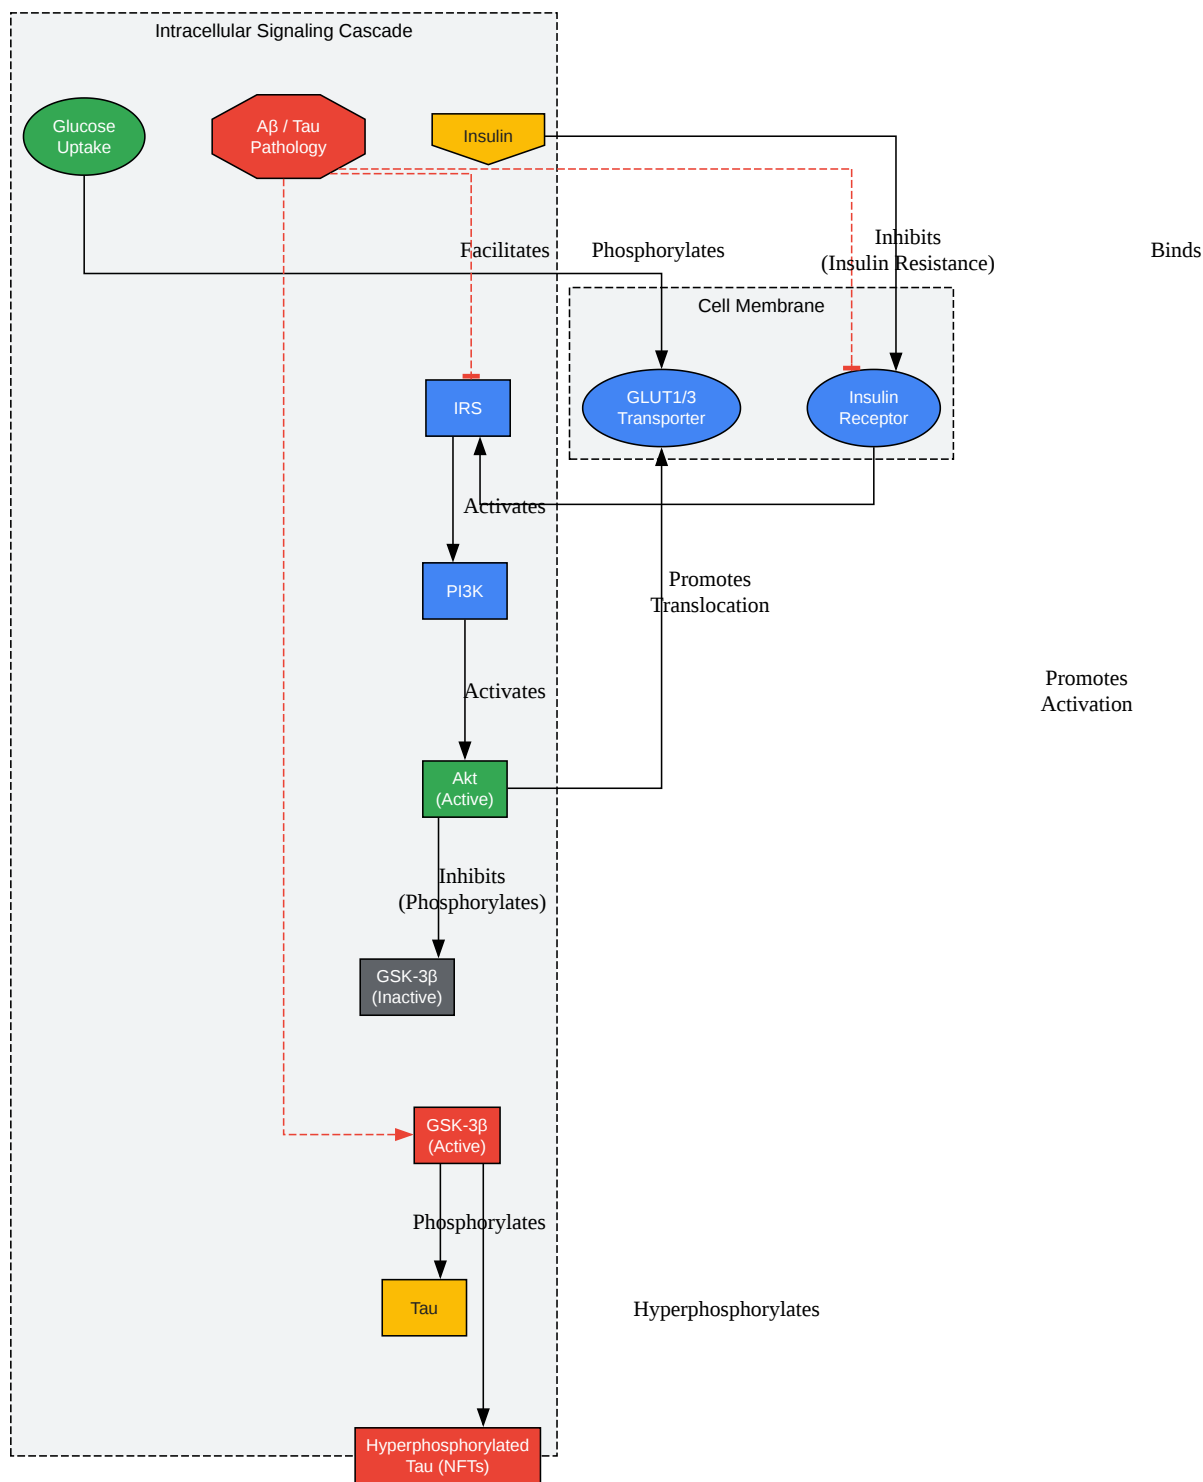 Intracellular Signaling Cascade
Glucose
Uptake
Aβ / Tau
Pathology
Insulin
Facilitates
Phosphorylates
Inhibits
(Insulin Resistance)
Binds
Cell Membrane
IRS
GLUT1/3
Transporter
Insulin
Receptor
Activates
PI3K
Promotes
Translocation
Activates
Promotes
Activation
Akt
(Active)
Inhibits
(Phosphorylates)
GSK-3β
(Inactive)
GSK-3β
(Active)
Phosphorylates
Tau
Hyperphosphorylates
Hyperphosphorylated
Tau (NFTs)